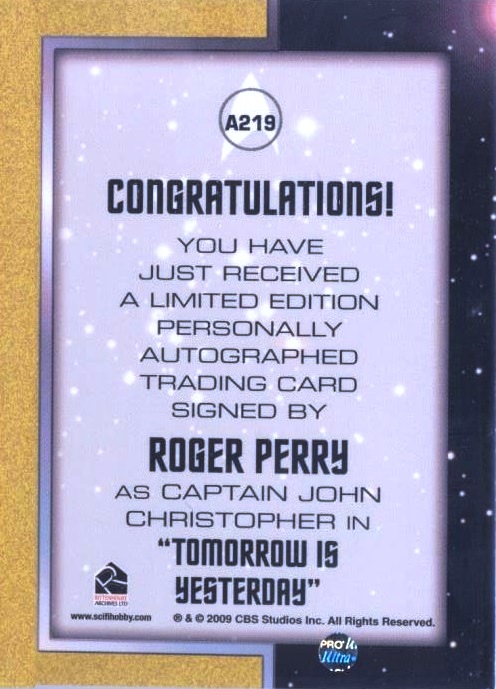 A219
CONGRATULATIONS!
YOU HAVE
JUST RECEIVED
A LIMITED EDITION
PERSONALLY
AUTOGRAPHED
TRADING CARD
SIGNED BY
ROGER PERRY
AS CAPTAIN JOHN
CHRISTOPHER IN
“TOMORROW IS
YESTERDAY”
RITTENHOUSE
ARCHIVES LTD
www.scifihobby.com ® & © 2009 CBS Studios Inc. All Rights Reserved.
PRO
Ultra